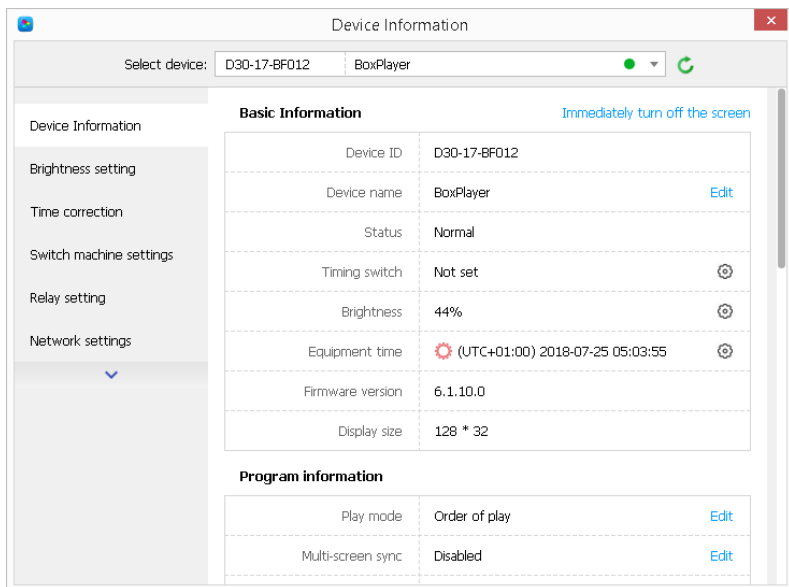 Device Information
Select device: D30-17-BF012 BoxPlayer
Device Information
Brightness setting
Time correction
Switch machine settings
Relay setting
Network settings
Basic Information Immediately turn off the screen
Device ID D30-17-BF012
Device name BoxPlayer Edit
Status Normal
Timing switch Not set
Brightness 44%
Equipment time (UTC+01:00) 2018-07-25 05:03:55
Firmware version 6.1.10.0
Display size 128 * 32
Program information
Play mode Order of play Edit
Multi-screen sync Disabled Edit